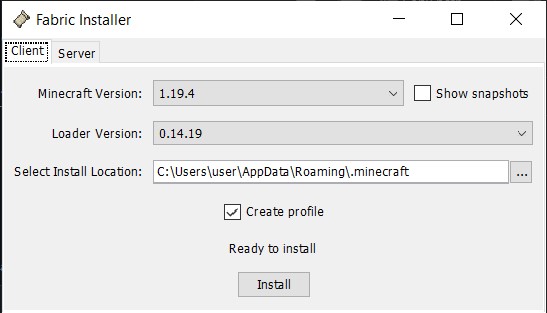 Fabric Installer
Client Server
Minecraft Version: 1.19.4 Show snapshots
Loader Version: 0.14.19
Select Install Location: C:\Users\user\AppData\Roaming\.minecraft ...
Create profile
Ready to install
Install